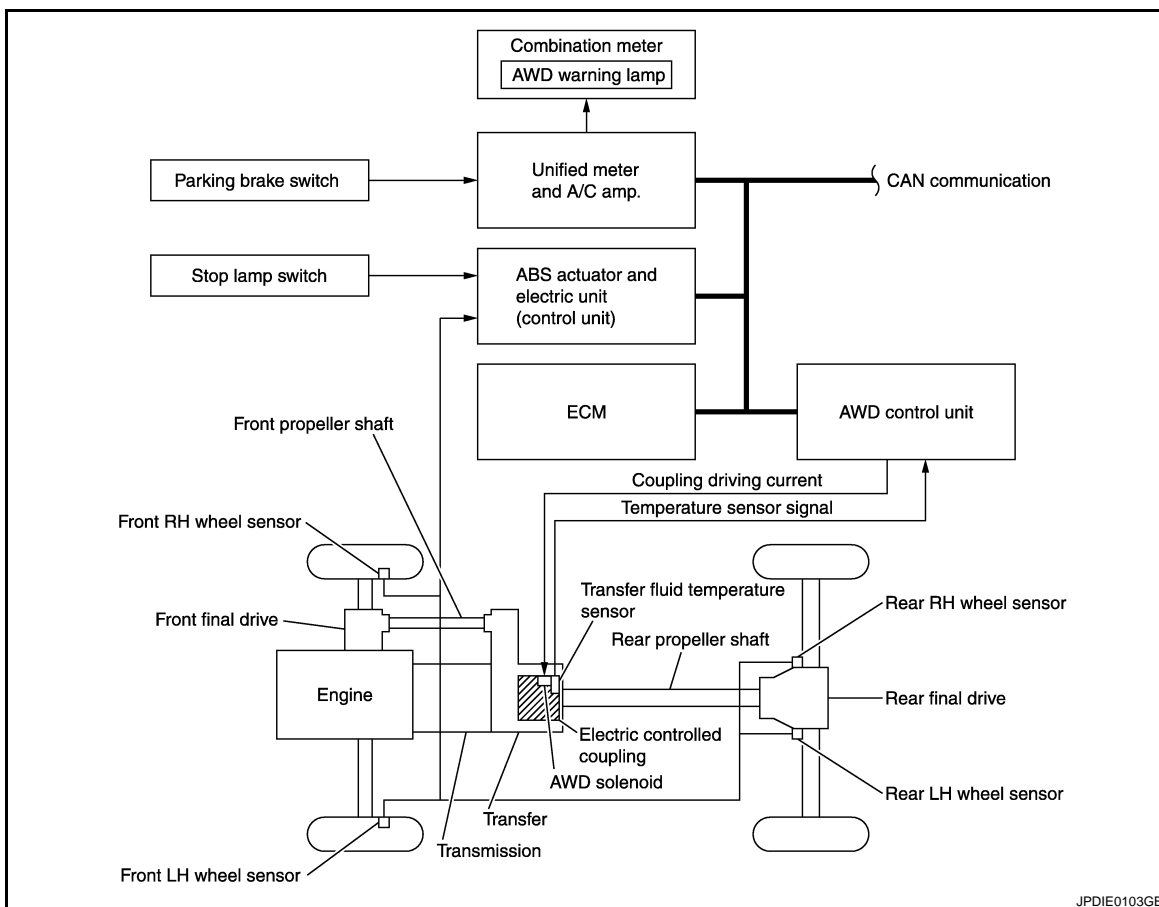 Combination meter
AWD warning lamp
Parking brake switch
Unified meter
and A/C amp.
CAN communication
Stop lamp switch
ABS actuator and
electric unit
(control unit)
ECM
AWD control unit
Front propeller shaft
Coupling driving current
Temperature sensor signal
Front RH wheel sensor
Transfer fluid temperature
sensor
Rear RH wheel sensor
Front final drive
Rear propeller shaft
Engine
Rear final drive
Electric controlled
coupling
AWD solenoid
Rear LH wheel sensor
Transfer
Transmission
Front LH wheel sensor
JPDIE0103GB